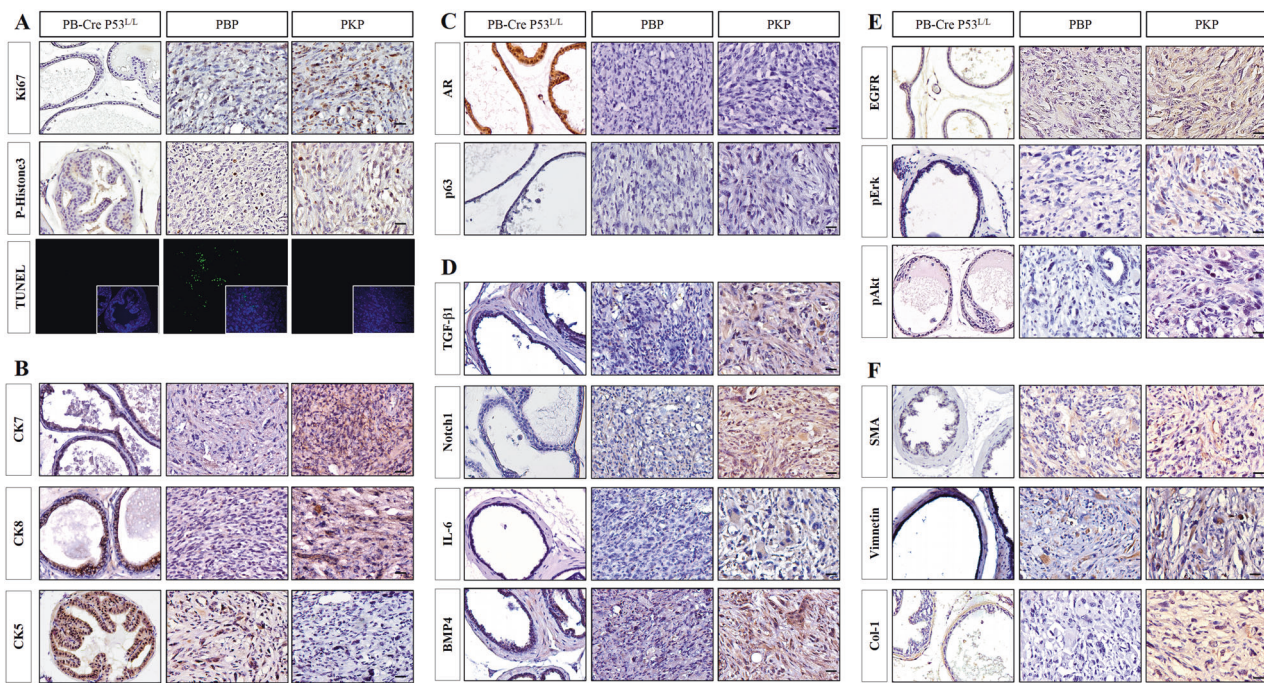 A
PB-Cre P53L/L
PBP
PKP
Ki67
P-Histone3
TUNEL
B
CK7
CK8
CK5
C
PB-Cre P53L/L
PBP
PKP
AR
p63
D
TGF-β1
Notch1
IL-6
BMP4
E
PB-Cre P53L/L
PBP
PKP
EGFR
pErk
pAkt
F
SMA
Vimnetin
Col-1